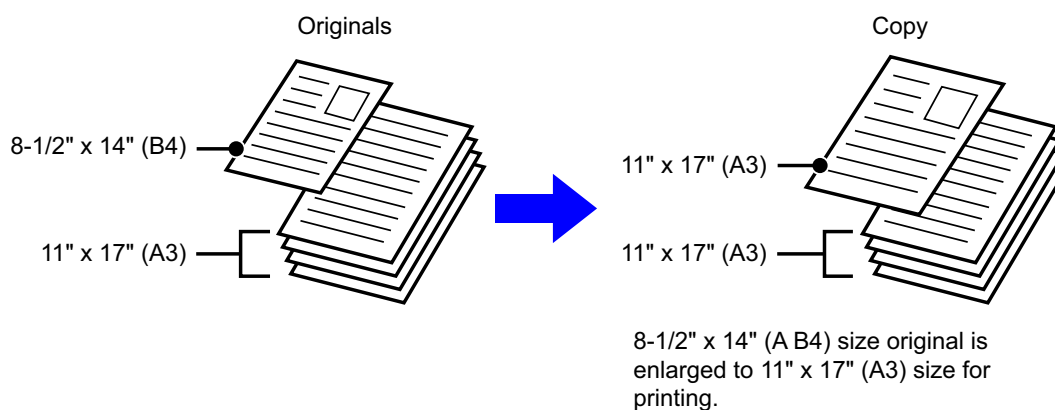 Originals
8-1/2" x 14" (B4)
11" x 17" (A3)
Copy
11" x 17" (A3)
11" x 17" (A3)
8-1/2" x 14" (A B4) size original is
enlarged to 11" x 17" (A3) size for
printing.